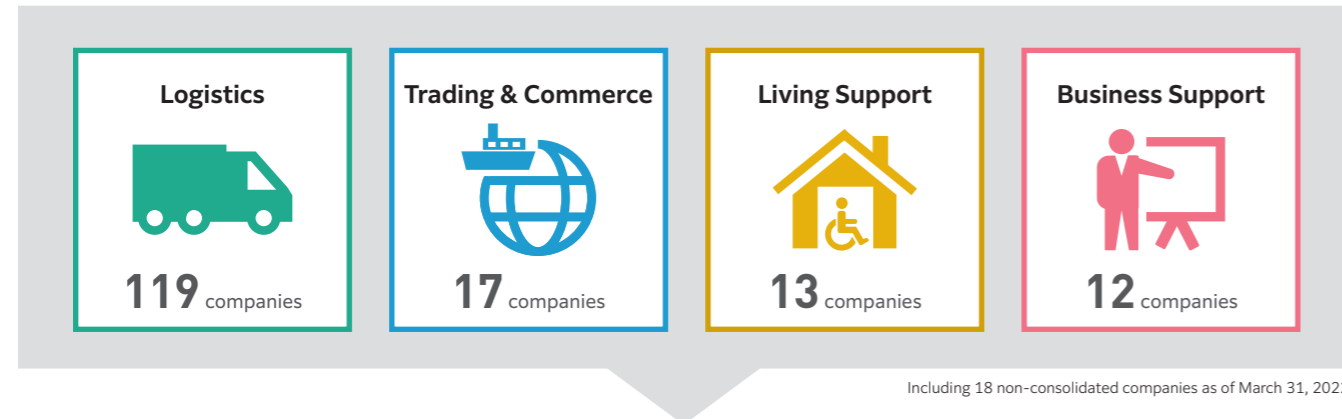 Logistics
119 companies
Trading & Commerce
17 companies
Living Support
13 companies
Business Support
12 companies
Including 18 non-consolidated companies as of March 31,